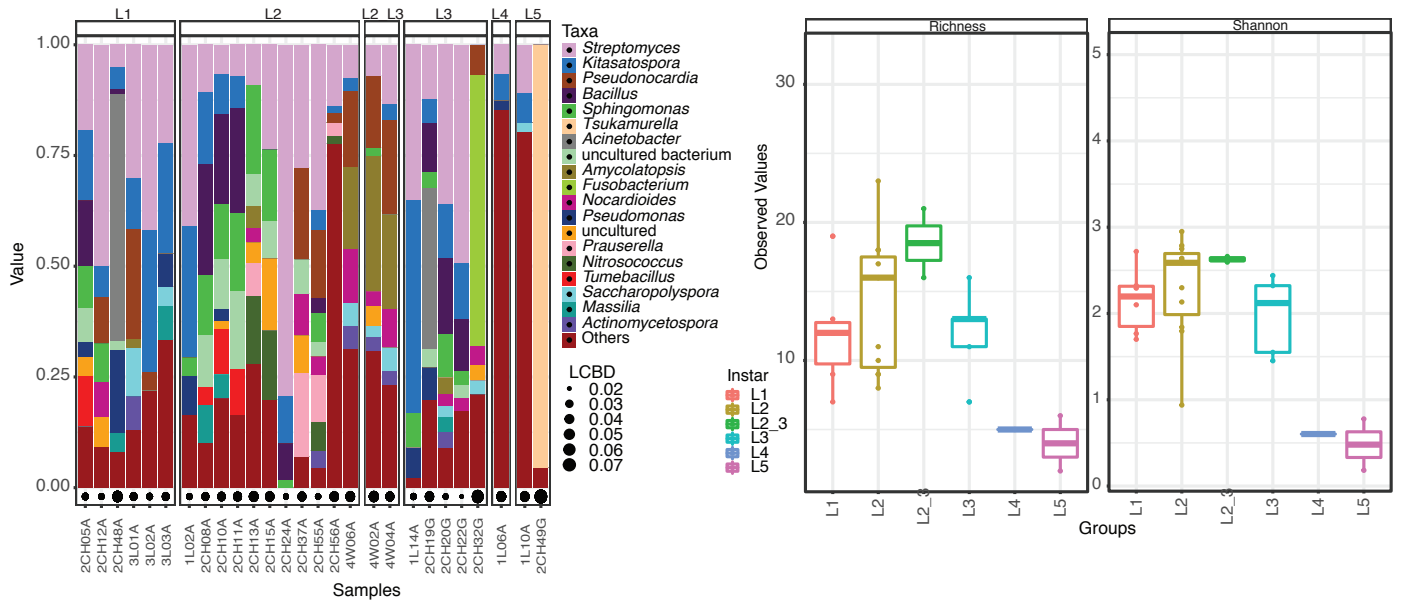 L1 L2 L2 L3 L3 L4 L5
Value
1.00
0.75
0.50
0.25
0.00
2CH05A
2CH12A
2CH48A
3L01A
3L02A
3L03A
1L02A
2CH08A
2CH10A
2CH11A
2CH13A
2CH15A
2CH24A
2CH37A
2CH55A
2CH56A
4W06A
4W02A
4W04A
1L14A
2CH19G
2CH20G
2CH22G
2CH32G
1L06A
1L10A
2CH49G
Samples
Taxa
Streptomyces
Kitasatospora
Pseudonocardia
Bacillus
Sphingomonas
Tsukamurella
Acinetobacter
uncultured bacterium
Amycolatopsis
Fusobacterium
Nocardioides
Pseudomonas
uncultured
Prauserella
Nitrosococcus
Tumebacillus
Saccharopolyspora
Massilia
Actinomycetospora
Others
LCBD
0.02
0.03
0.04
0.05
0.06
0.07
Richness
Observed Values
30
20
10
L1
L2
L2_3
L3
L4
L5
Shannon
5
4
3
2
1
0
L1
L2
L2_3
L3
L4
L5
Groups
Instar
L1
L2
L2_3
L3
L4
L5